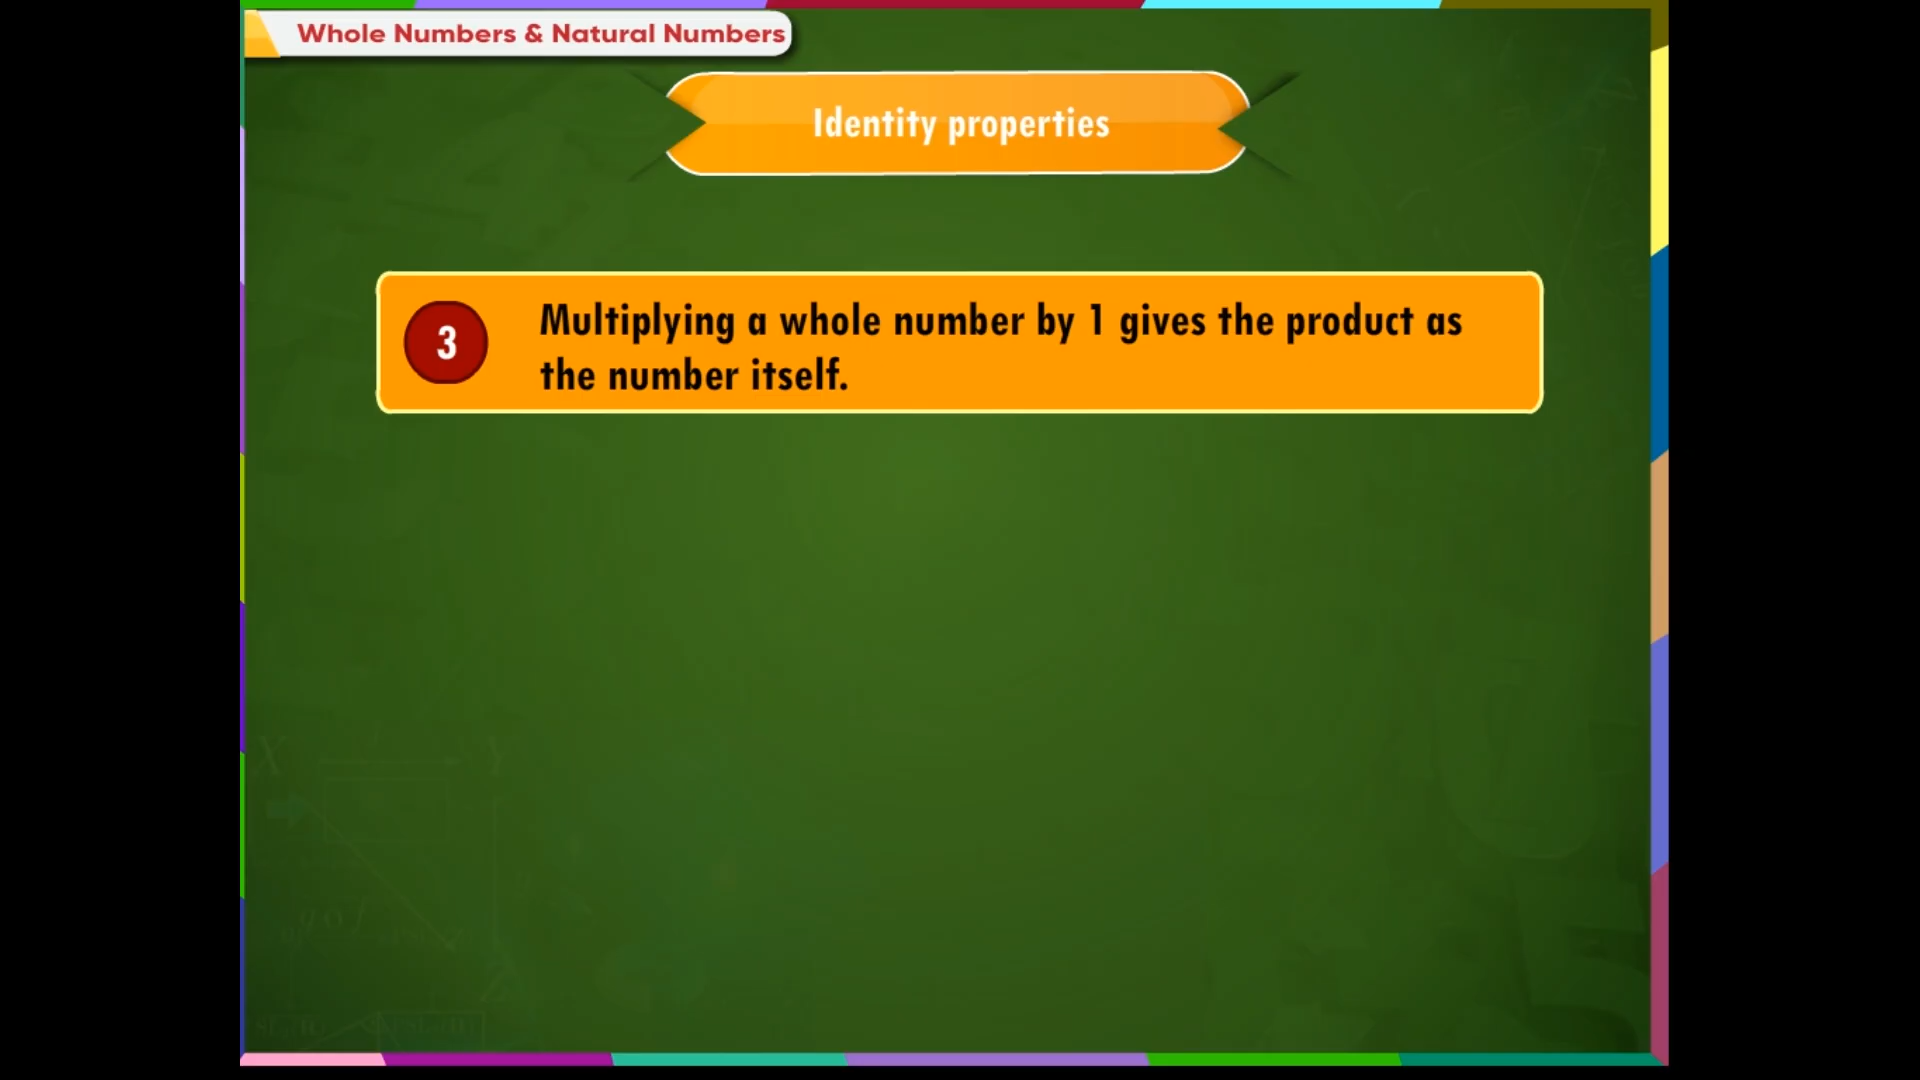 Whole Numbers & Natural Numbers
Identity properties
3
Multiplying a whole number by 1 gives the product as
the number itself.